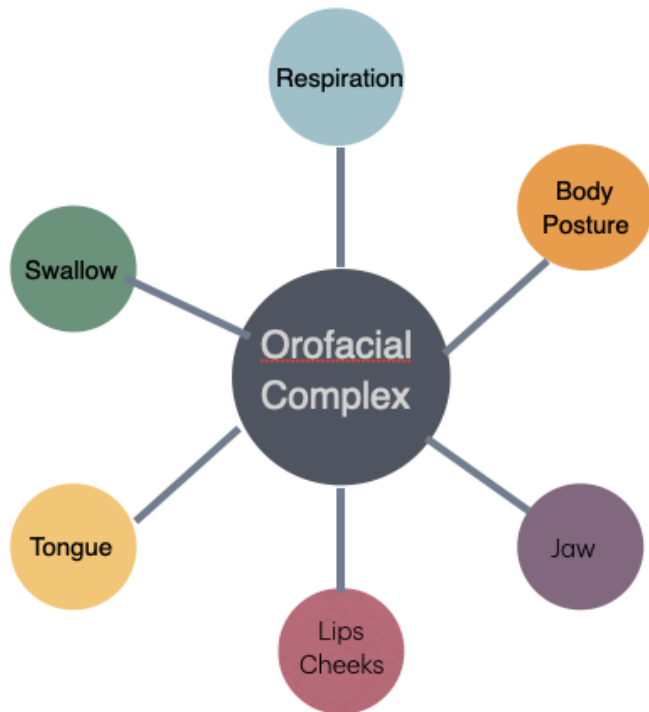 Respiration
Body
Posture
Swallow
Orofacial
Complex
Tongue
Jaw
Lips
Cheeks